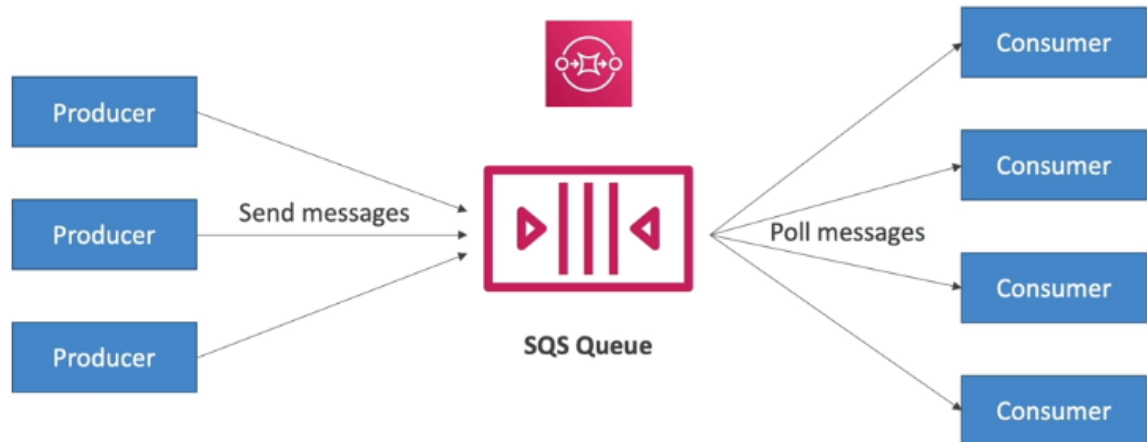 Producer
Producer
Producer
Send messages
SQS Queue
Poll messages
Consumer
Consumer
Consumer
Consumer